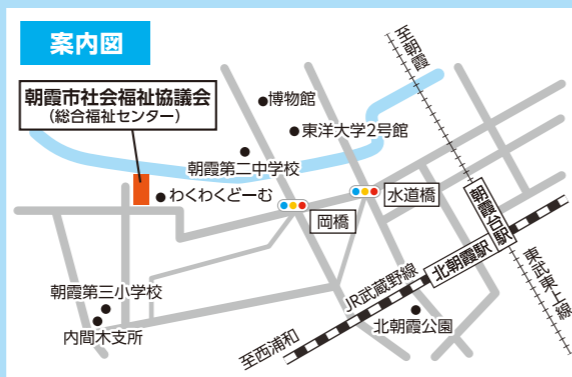 案内図
至朝霞
朝霞市社会福祉協議会
(総合福祉センター)
博物館
東洋大学2号館
朝霞第二中学校
わくわくどーむ
水道橋
岡橋
朝霞台駅
北朝霞駅
東武東上線
JR武蔵野線
朝霞第三小学校
内間木支所
北朝霞公園
至西浦和